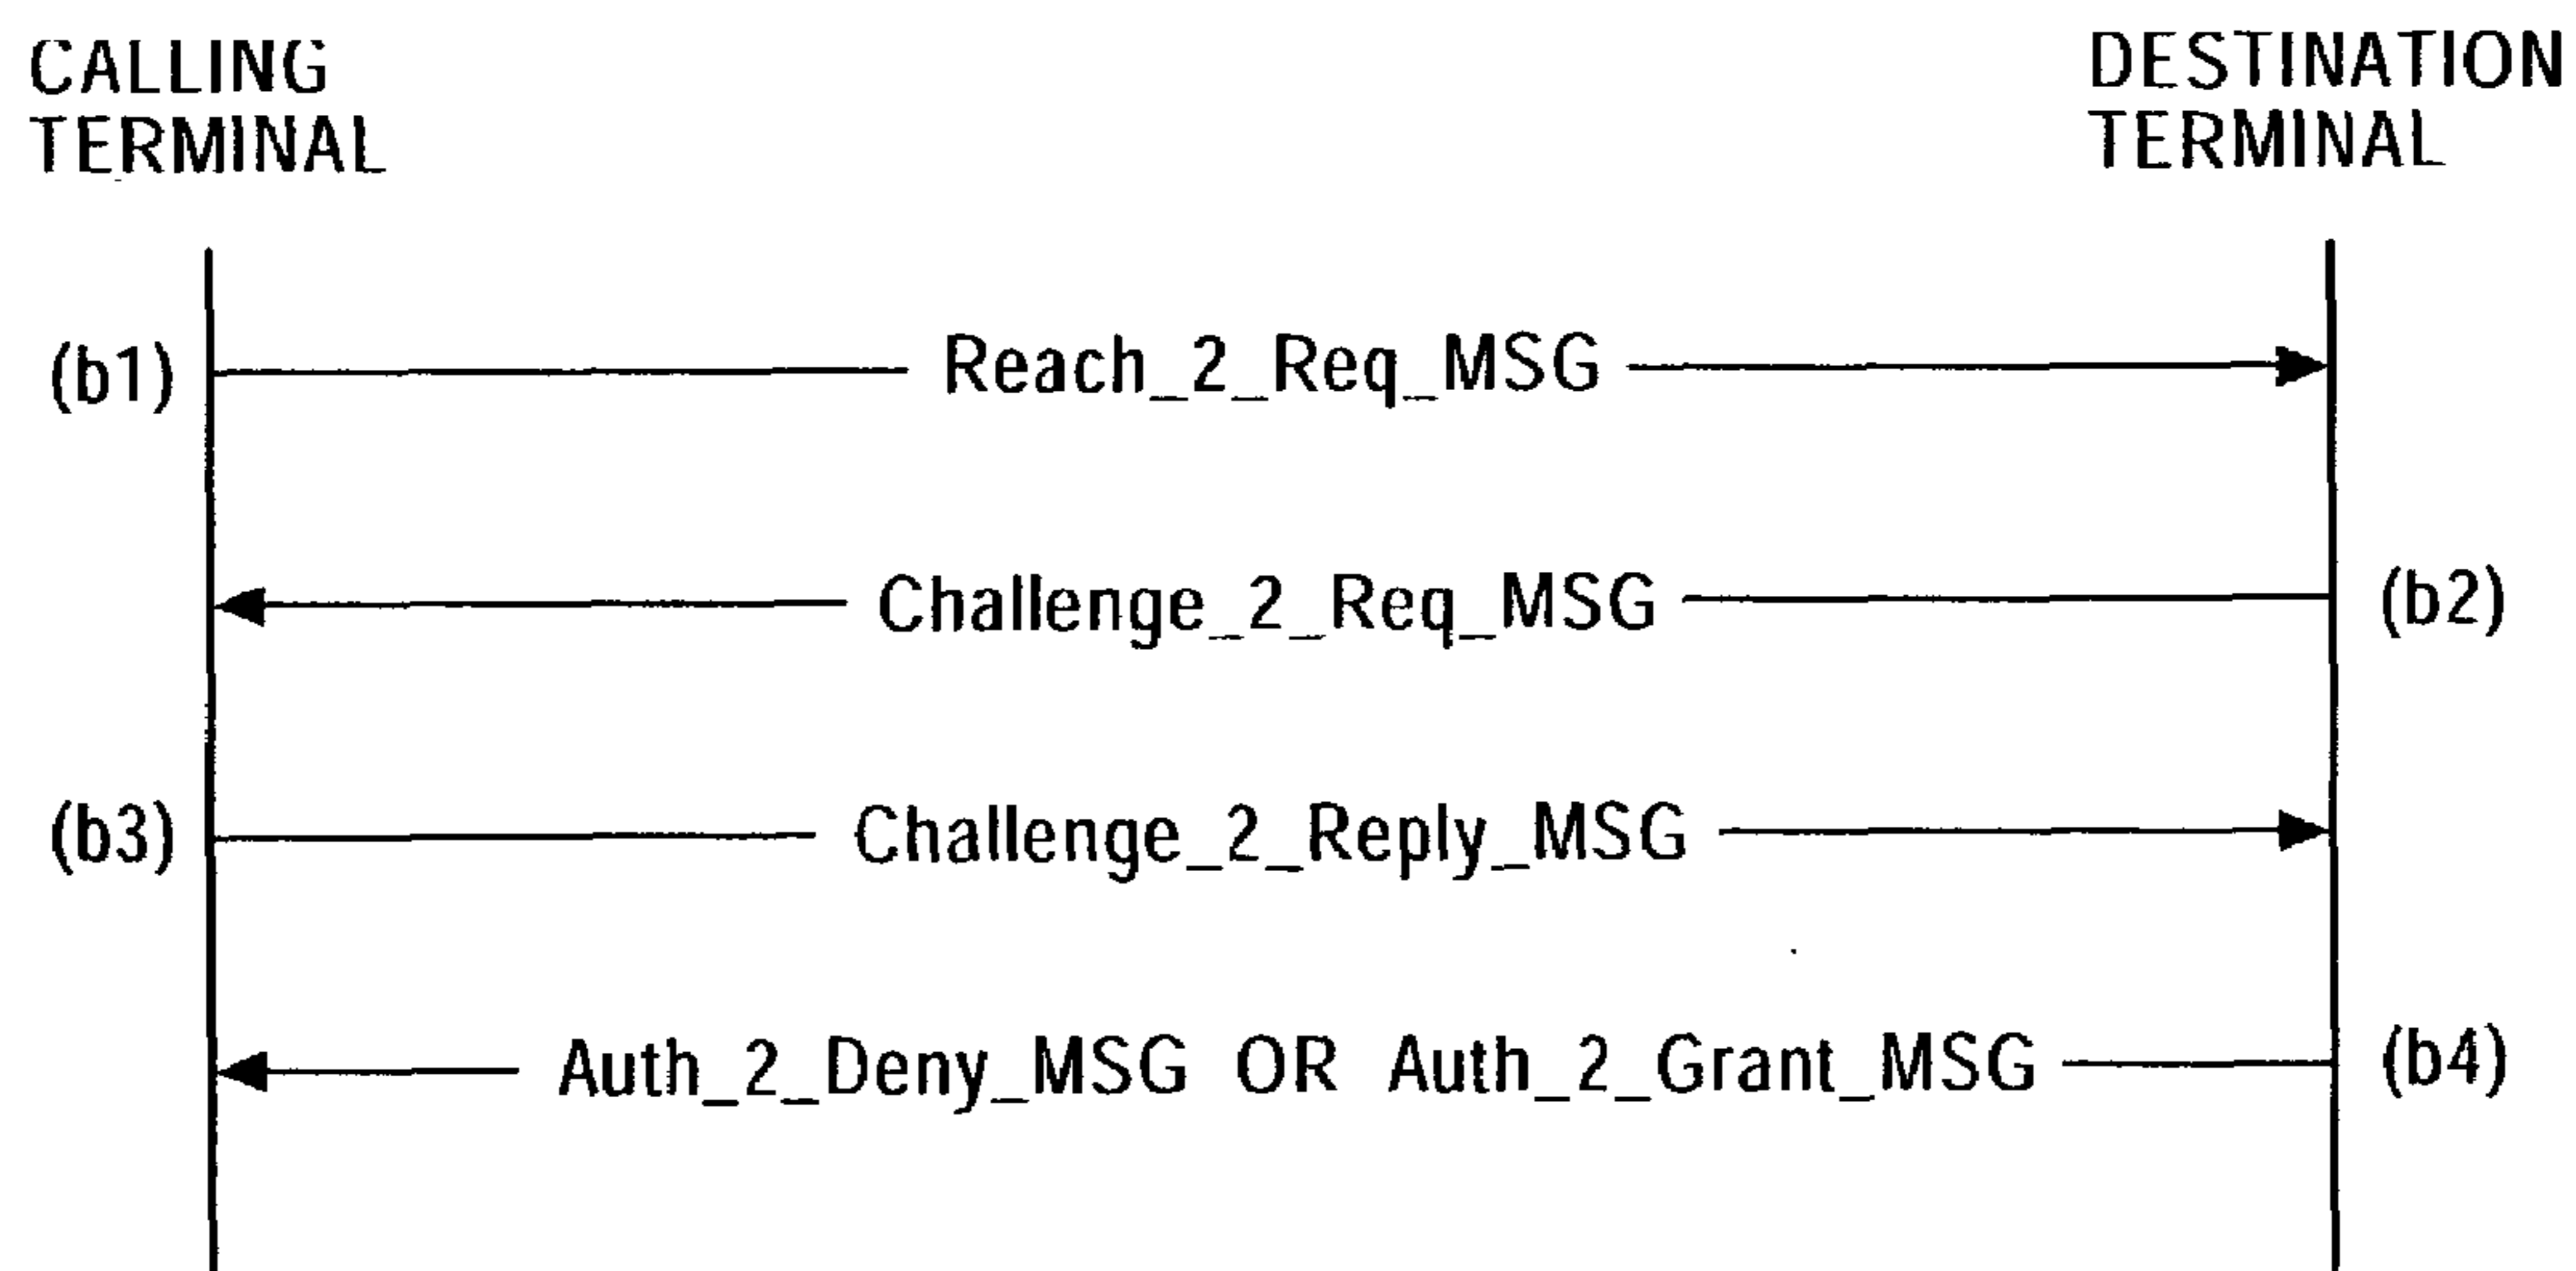 CALLING
TERMINAL
DESTINATION
TERMINAL
(b1) Reach_2_Req_MSG
Challenge_2_Req_MSG (b2)
(b3) Challenge_2_Reply_MSG
Auth_2_Deny_MSG OR Auth_2_Grant_MSG (b4)